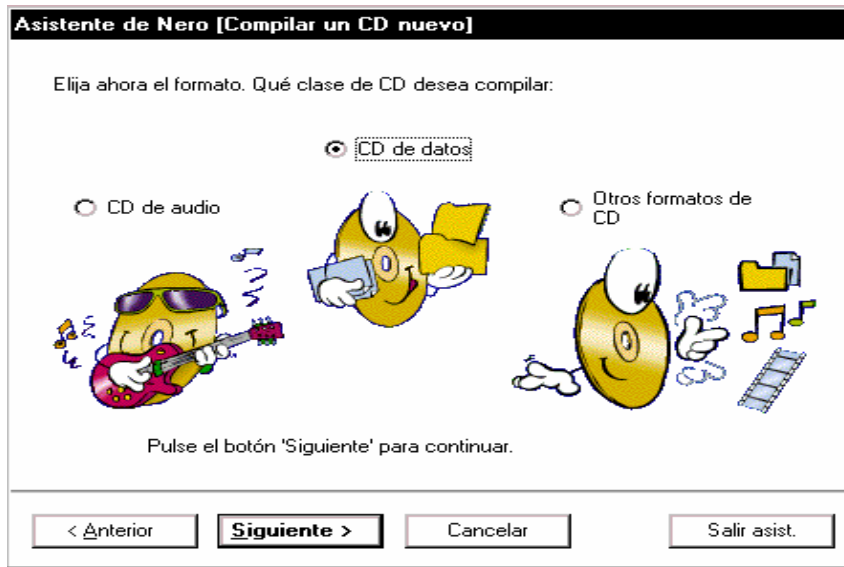 Asistente de Nero [Compilar un CD nuevo]
Elija ahora el formato. Qué clase de CD desea compilar:
CD de datos
CD de audio
Otros formatos de
CD
Pulse el botón 'Siguiente' para continuar.
< Anterior
Siguiente >
Cancelar
Salir asist.